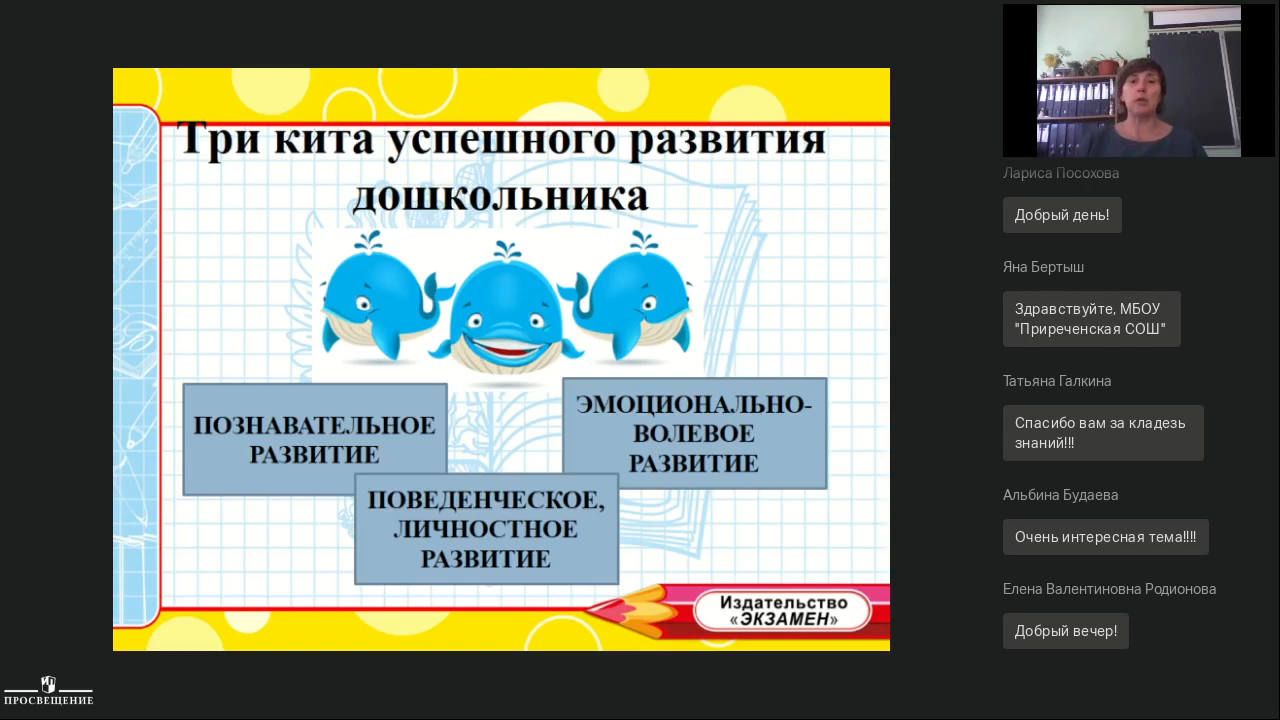 Три кита успешного развития
дошкольника
ПОЗНАВАТЕЛЬНОЕ
РАЗВИТИЕ
ЭМОЦИОНАЛЬНО-
ВОЛЕВОЕ
РАЗВИТИЕ
ПОВЕДЕНЧЕСКОЕ,
ЛИЧНОСТНОЕ
РАЗВИТИЕ
Издательство
«ЭКЗАМЕН»
ПРОСВЕЩЕНИЕ
Лариса Посохова
Добрый день!
Яна Бертыш
Здравствуйте, МБОУ
"Приреченская СОШ"
Татьяна Галкина
Спасибо вам за кладезь
знаний!!!
Альбина Будаева
Очень интересная тема!!!!
Елена Валентиновна Родионова
Добрый вечер!